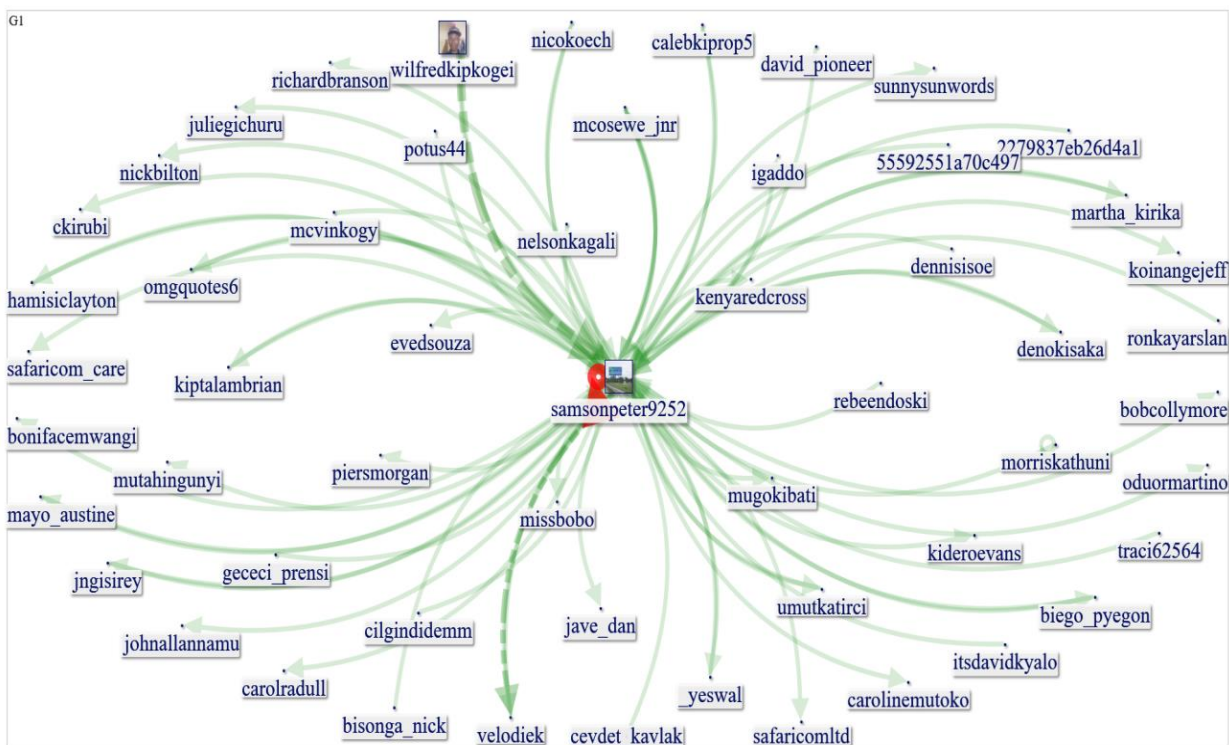 G1
nicokoech
calebkiprop5
david_pioneer
wilfredkipkogei
richardbranson
sunnysunwords
juliegichuru
mcosewe_jnr
potus44
2279837eb26d4a1
nickbilton
igaddo
55592551a70c497
ckirubi
martha_kirika
mcvinkogy
nelsonkagali
koinangejeff
dennisisoe
hamisiclayton
omgquotes6
kenyaredcross
evedsouza
ronkayarslan
denokisaka
safaricom_care
kiptalambrian
samsonpeter9252
rebeendoski
bobcollymore
bonifacemwangi
mutahingunyi
piersmorgan
morriskathuni
mugokibati
oduormartino
mayo_austine
missbobo
kideroevans
traci62564
jngisirey
gececi_prensi
umutkatirci
biego_pyegon
johnallannamu
cilgindidemm
jave_dan
itsdavidkyalo
carolradull
_yeswal
carolinemutoko
bisonga_nick
velodiek
cevdet_kavlak
safaricomltd